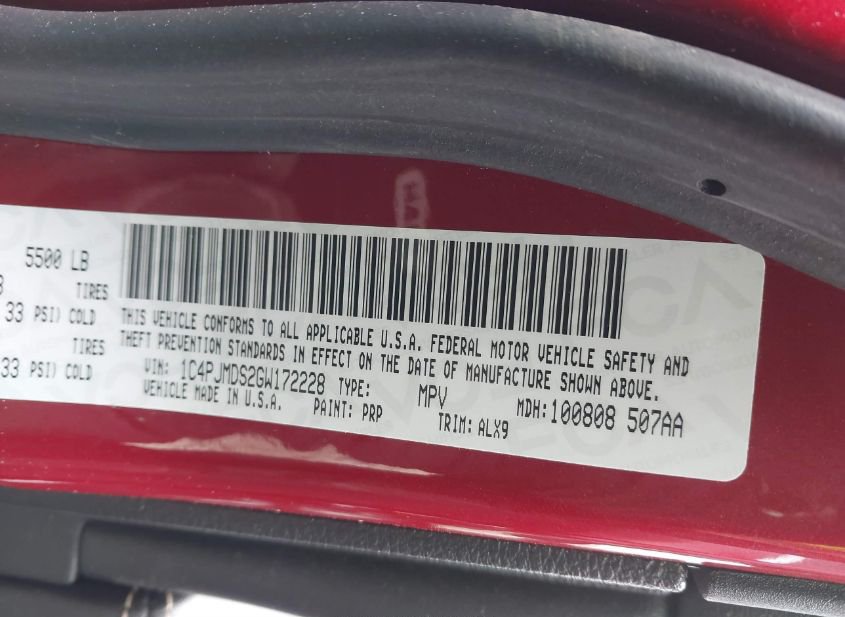 5500 LB
TIRES
33 PSI) COLD
TIRES
33 PSI) COLD
THIS VEHICLE CONFORMS TO ALL APPLICABLE U.S.A. FEDERAL MOTOR VEHICLE SAFETY AND
THEFT PREVENTION STANDARDS IN EFFECT ON THE DATE OF MANUFACTURE SHOWN ABOVE.
VIN: 1C4PJMDS2GW172228 TYPE: MPV MDH:100808 507AA
VEHICLE MADE IN U.S.A. PAINT: PRP TRIM: ALX9